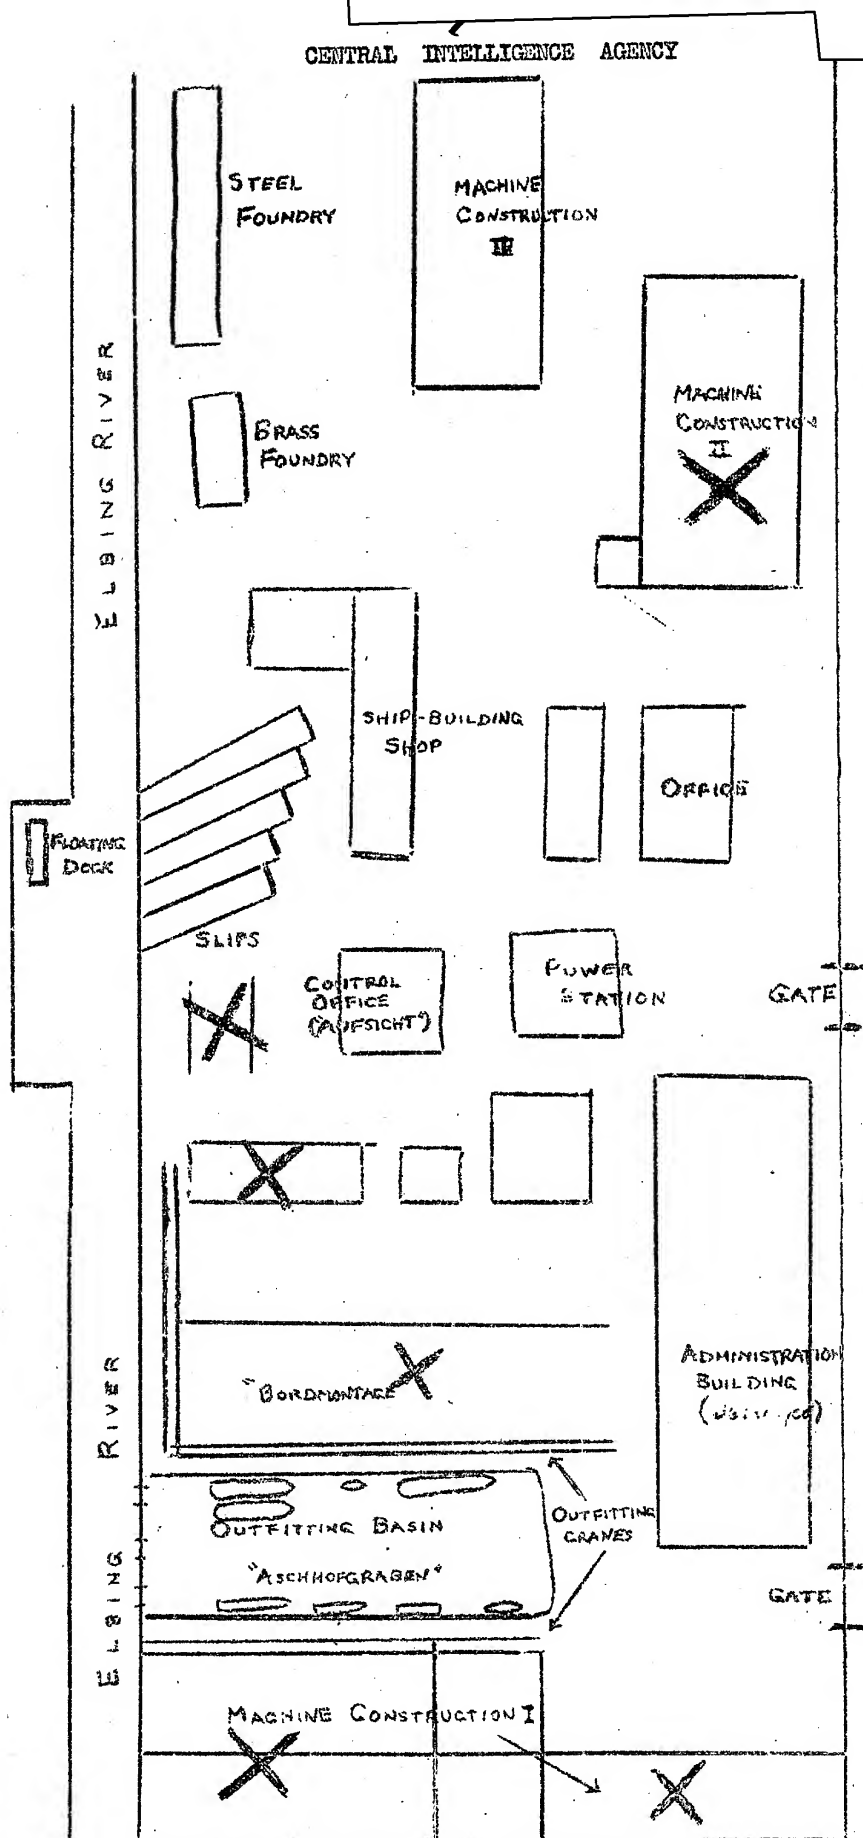 CENTRAL INTELLIGENCE AGENCY
STEEL
FOUNDRY
MACHINE
CONSTRUCTION
III
MACHINE
CONSTRUCTION
II
ELBING RIVER
BRASS
FOUNDRY
SHIP-BUILDING
SHOP
OFFICE
FLOATING
DOCK
SLIPS
CONTROL
OFFICE
("AUFSICHT")
POWER
STATION
GATE
"BORDMONTAGE"
ADMINISTRATION
BUILDING
ELBING RIVER
OUTFITTING
CRANES
OUTFITTING BASIN
"ASCHHOFGRABEN"
GATE
MACHINE CONSTRUCTION I